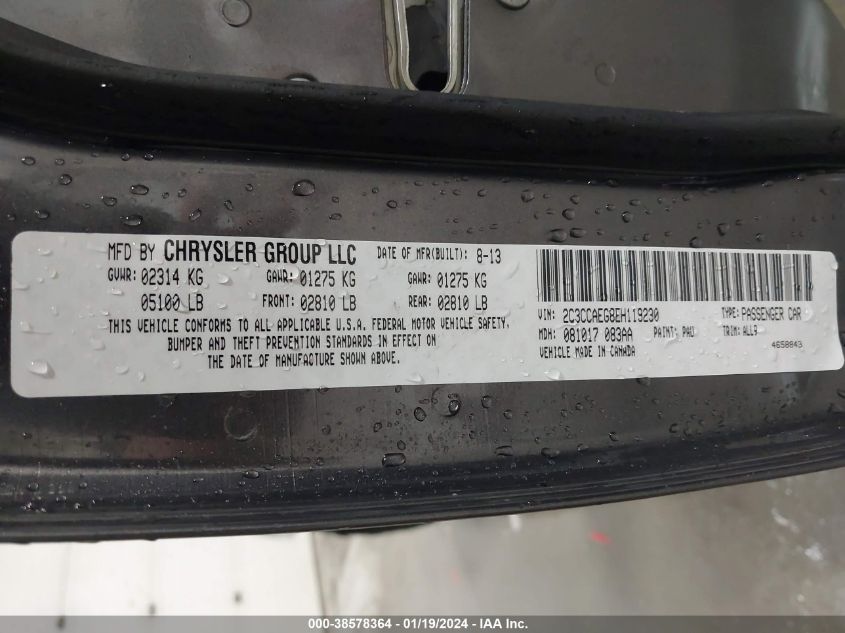 MFD BY CHRYSLER GROUP LLC DATE OF MFR(BUILT): 8-13
GVWR: 02314 KG GAWR: 01275 KG GAWR: 01275 KG
05100 LB FRONT: 02810 LB REAR: 02810 LB
THIS VEHICLE CONFORMS TO ALL APPLICABLE U.S.A. FEDERAL MOTOR VEHICLE SAFETY,
BUMPER AND THEFT PREVENTION STANDARDS IN EFFECT ON
THE DATE OF MANUFACTURE SHOWN ABOVE.
VIN: 2C3CCAEG8EH119230 TYPE: PASSENGER CAR
MDH: 081017 083AA PAINT: PAU TRIM: ALL9
VEHICLE MADE IN CANADA 4658843
000-38578364 - 01/19/2024 - IAA Inc.